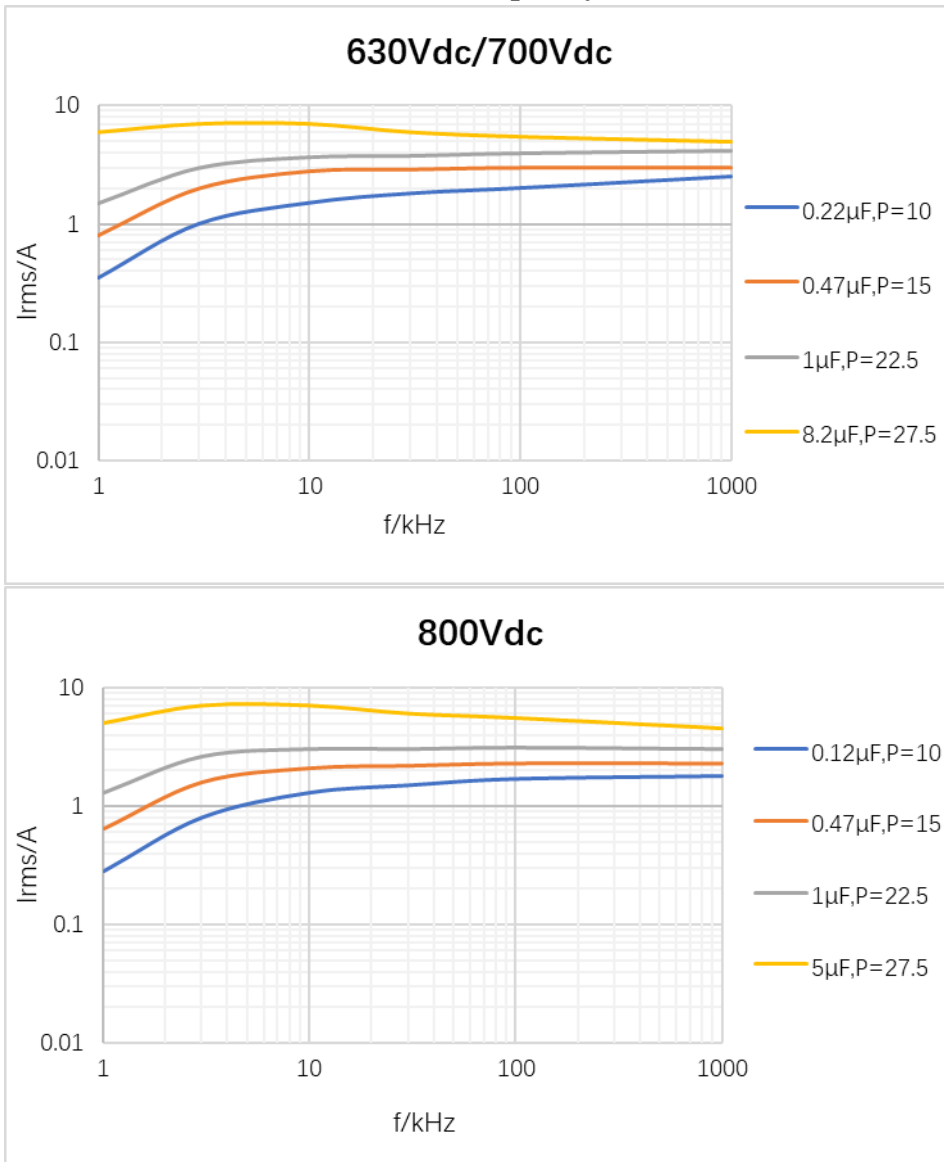 630Vdc/700Vdc
10
1
0.1
0.01
Irms/A
1
10
100
1000
f/kHz
0.22μF,P=10
0.47μF,P=15
1μF,P=22.5
8.2μF,P=27.5
800Vdc
10
1
0.1
0.01
Irms/A
1
10
100
1000
f/kHz
0.12μF,P=10
0.47μF,P=15
1μF,P=22.5
5μF,P=27.5